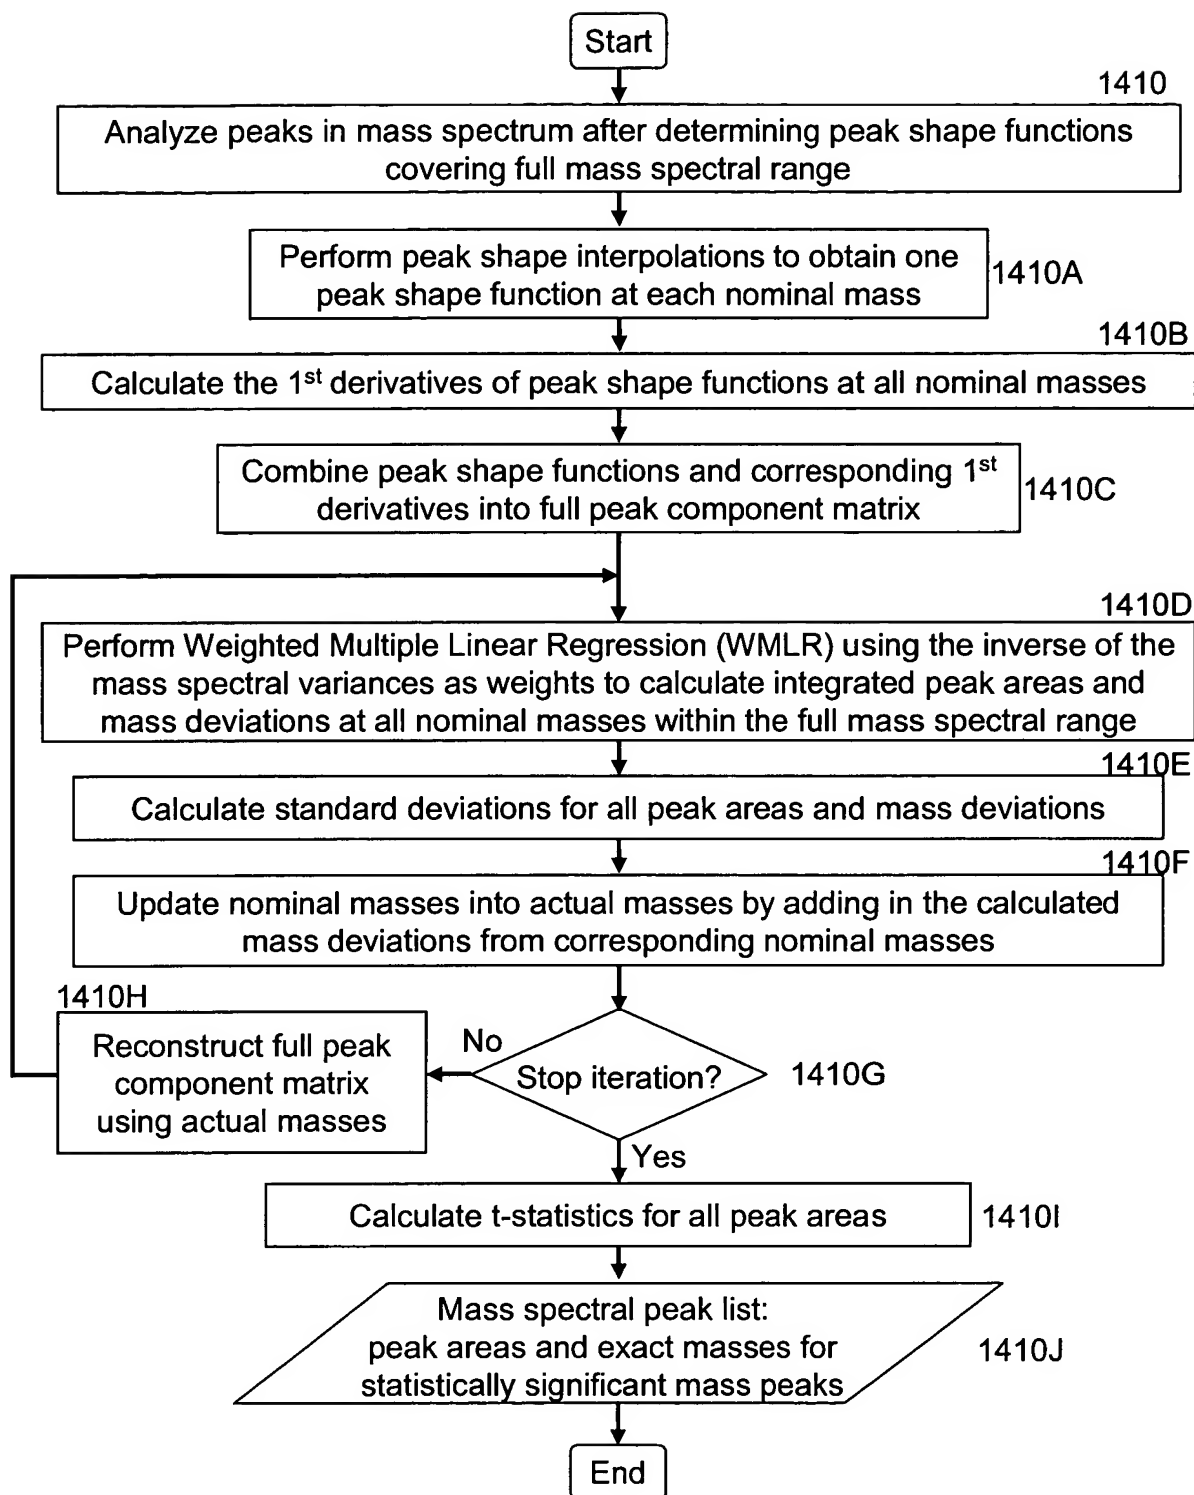 Start
1410
Analyze peaks in mass spectrum after determining peak shape functions
covering full mass spectral range
Perform peak shape interpolations to obtain one
peak shape function at each nominal mass
1410A
1410B
Calculate the 1st derivatives of peak shape functions at all nominal masses
Combine peak shape functions and corresponding 1st
derivatives into full peak component matrix
1410C
1410D
Perform Weighted Multiple Linear Regression (WMLR) using the inverse of the
mass spectral variances as weights to calculate integrated peak areas and
mass deviations at all nominal masses within the full mass spectral range
1410E
Calculate standard deviations for all peak areas and mass deviations
1410F
Update nominal masses into actual masses by adding in the calculated
mass deviations from corresponding nominal masses
1410H
Reconstruct full peak
component matrix
using actual masses
No
Stop iteration?
1410G
Yes
Calculate t-statistics for all peak areas
1410I
Mass spectral peak list:
peak areas and exact masses for
statistically significant mass peaks
1410J
End